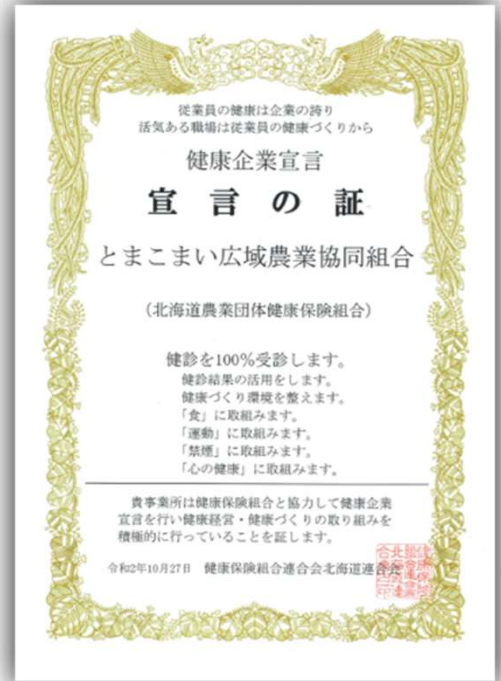 従業員の健康は企業の誇り
活気ある職場は従業員の健康づくりから
健康企業宣言
宣言の証
とまこまい広域農業協同組合
（北海道農業団体健康保険組合）
健診を100%受診します。
健診結果の活用をします。
健康づくり環境を整えます。
「食」に取組みます。
「運動」に取組みます。
「禁煙」に取組みます。
「心の健康」に取組みます。
貴事業所は健康保険組合と協力して健康企業
宣言を行い健康経営・健康づくりの取り組みを
積極的に行っていることを証します。
令和2年10月27日　健康保険組合連合会北海道連合会